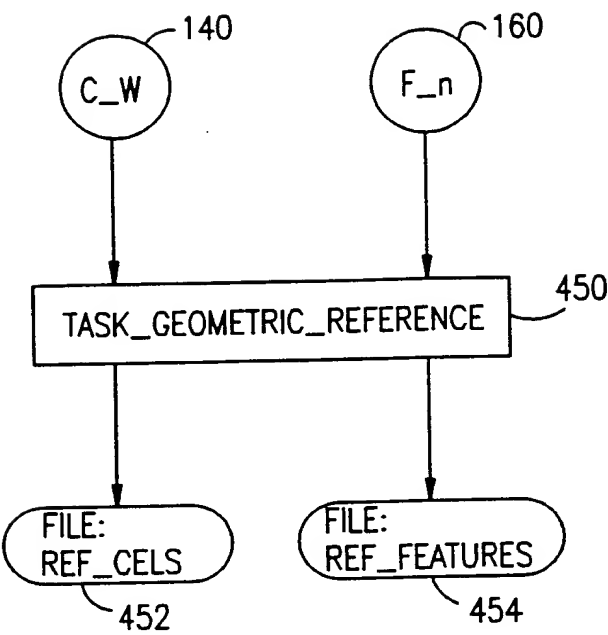 140
160
C_W
F_n
450
TASK_GEOMETRIC_REFERENCE
FILE:
REF_CELS
FILE:
REF_FEATURES
452
454